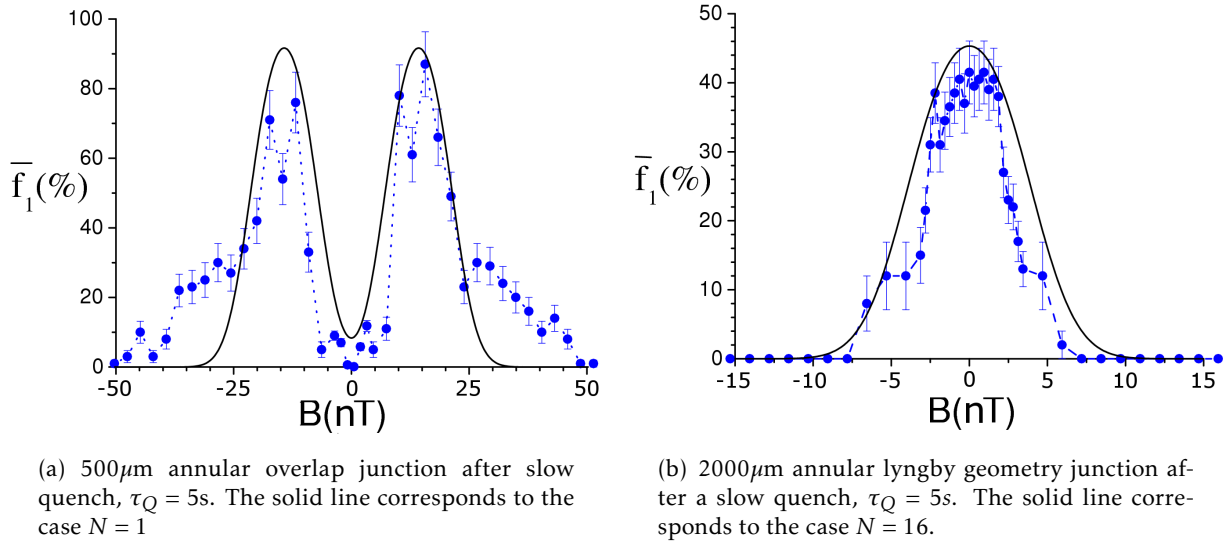 100
80
60
40
20
0
f̅₁(%)
-50
-25
0
25
50
B(nT)
50
40
30
20
10
0
f̅₁(%)
-15
-10
-5
0
5
10
15
B(nT)
(a) 500μm annular overlap junction after slow
quench, τ_Q = 5s. The solid line corresponds to the
case N = 1
(b) 2000μm annular lyngby geometry junction af-
ter a slow quench, τ_Q = 5s. The solid line corre-
sponds to the case N = 16.